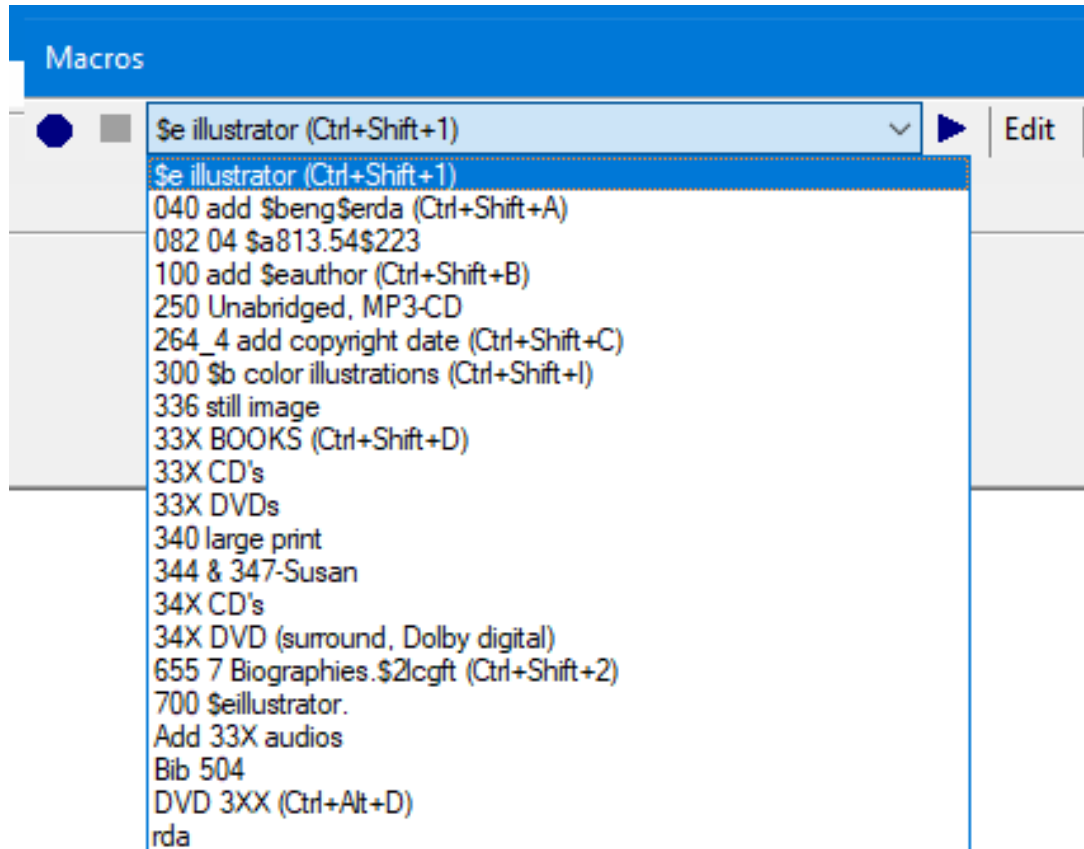 Macros
$e illustrator (Ctrl+Shift+1)
Edit
$e illustrator (Ctrl+Shift+1)
040 add $beng$erda (Ctrl+Shift+A)
082 04 $a813.54$223
100 add $eauthor (Ctrl+Shift+B)
250 Unabridged, MP3-CD
264_4 add copyright date (Ctrl+Shift+C)
300 $b color illustrations (Ctrl+Shift+I)
336 still image
33X BOOKS (Ctrl+Shift+D)
33X CD's
33X DVDs
340 large print
344 & 347-Susan
34X CD's
34X DVD (surround, Dolby digital)
655 7 Biographies.$2lcgft (Ctrl+Shift+2)
700 $eillustrator.
Add 33X audios
Bib 504
DVD 3XX (Ctrl+Alt+D)
rda